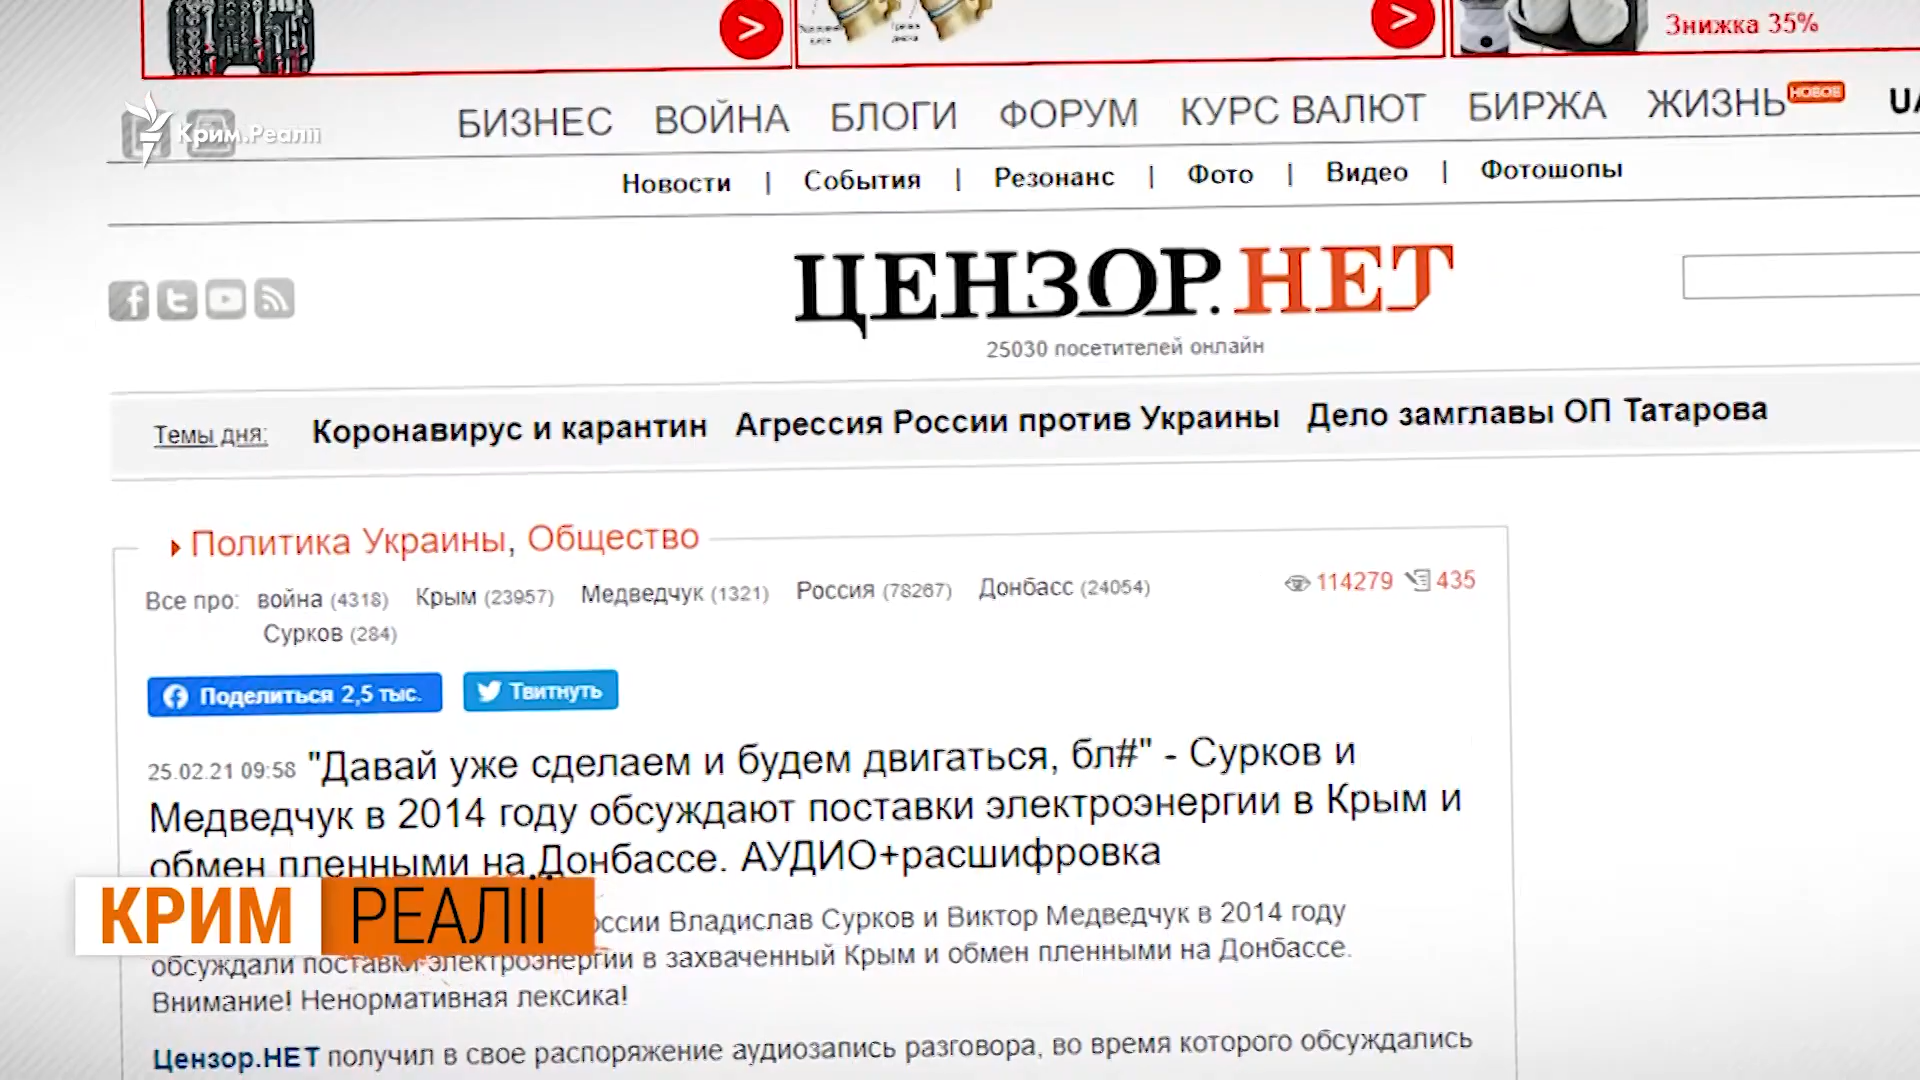 Знижка 35%
Крим.Реалії
БИЗНЕС ВОЙНА БЛОГИ ФОРУМ КУРС ВАЛЮТ БИРЖА ЖИЗНЬ НОВОЕ
Новости | События | Резонанс | Фото | Видео | Фотошопы
ЦЕНЗОР.НЕТ
25030 посетителей онлайн
Темы дня: Коронавирус и карантин Агрессия России против Украины Дело замглавы ОП Татарова
Политика Украины, Общество
Все про: война (4318) Крым (23957) Медведчук (1321) Россия (78267) Донбасс (24054) 114279 435
Сурков (284)
Поделиться 2,5 тыс. Твитнуть
25.02.21 09:58 "Давай уже сделаем и будем двигаться, бл#" - Сурков и
Медведчук в 2014 году обсуждают поставки электроэнергии в Крым и
обмен пленными на Донбассе. АУДИО+расшифровка
КРИМ РЕАЛІЇ
ссии Владислав Сурков и Виктор Медведчук в 2014 году
обсуждали поставки электроэнергии в захваченный Крым и обмен пленными на Донбассе.
Внимание! Ненормативная лексика!
Цензор.НЕТ получил в свое распоряжение аудиозапись разговора, во время которого обсуждались